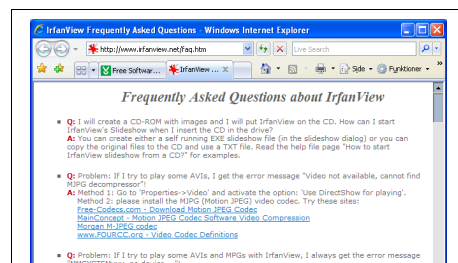 IrfanView Frequently Asked Questions - Windows Internet Explorer
http://www.irfanview.net/faq.htm
Live Search
Free Softwar...
IrfanView ...
Side
Funktioner
Frequently Asked Questions about IrfanView
Q: I will create a CD-ROM with images and I will put IrfanView on the CD. How can I start
IrfanView's Slideshow when I insert the CD in the drive?
A: You can create either a self running EXE slideshow file (in the slideshow dialog) or you can
copy the original files to the CD and use a TXT file. Read the help file page "How to start
IrfanView slideshow from a CD?" for examples.
Q: Problem: If I try to play some AVIs, I get the error message "Video not available, cannot find
MJPG decompressor"!
A: Method 1: Go to 'Properties->Video' and activate the option: 'Use DirectShow for playing'.
Method 2: please install the MJPG (Motion JPEG) video codec. Try these sites:
Free-Codecs.com - Download Motion JPEG Codec
MainConcept - Motion JPEG Codec Software Video Compression
Morgan M-JPEG codec
www.FOURCC.org - Video Codec Definitions
Q: Problem: If I try to play some AVIs and MPGs with IrfanView, I always get the error message